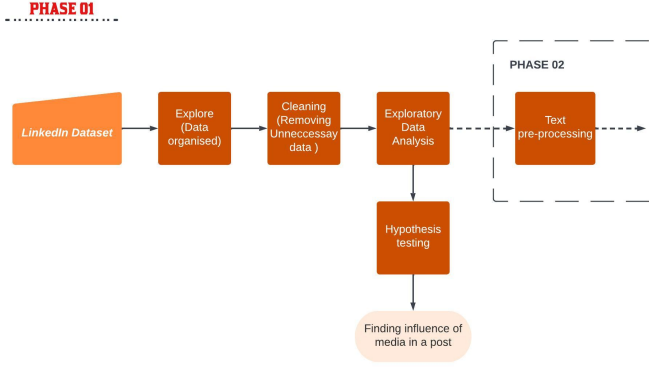 PHASE 01
PHASE 02
LinkedIn Dataset
Explore
(Data
organised)
Cleaning
(Removing
Unneccessay
data )
Exploratory
Data
Analysis
Text
pre-processing
Hypothesis
testing
Finding influence of
media in a post